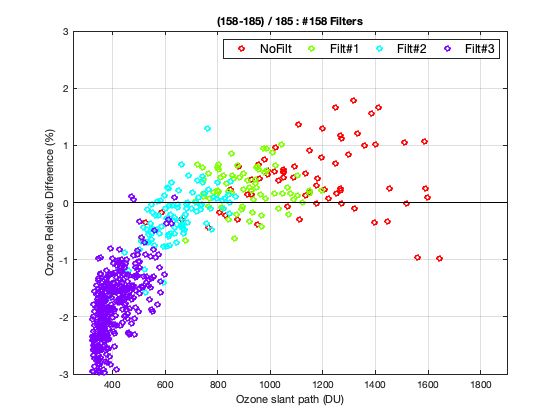 (158-185) / 185 : #158 Filters
NoFilt Filt#1 Filt#2 Filt#3
3
2
1
0
-1
-2
-3
Ozone Relative Difference (%)
400 600 800 1000 1200 1400 1600 1800
Ozone slant path (DU)